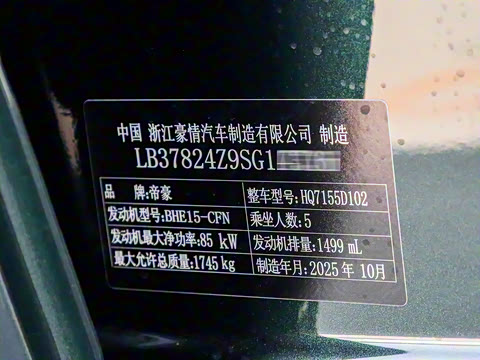 中国 浙江豪情汽车制造有限公司 制造
LB37824Z9SG1
品 牌:帝豪 整车型号:HQ7155D102
发动机型号:BHE15-CFN 乘坐人数:5
发动机最大净功率:85 kW 发动机排量:1499 mL
最大允许总质量:1745 kg 制造年月:2025 年 10月